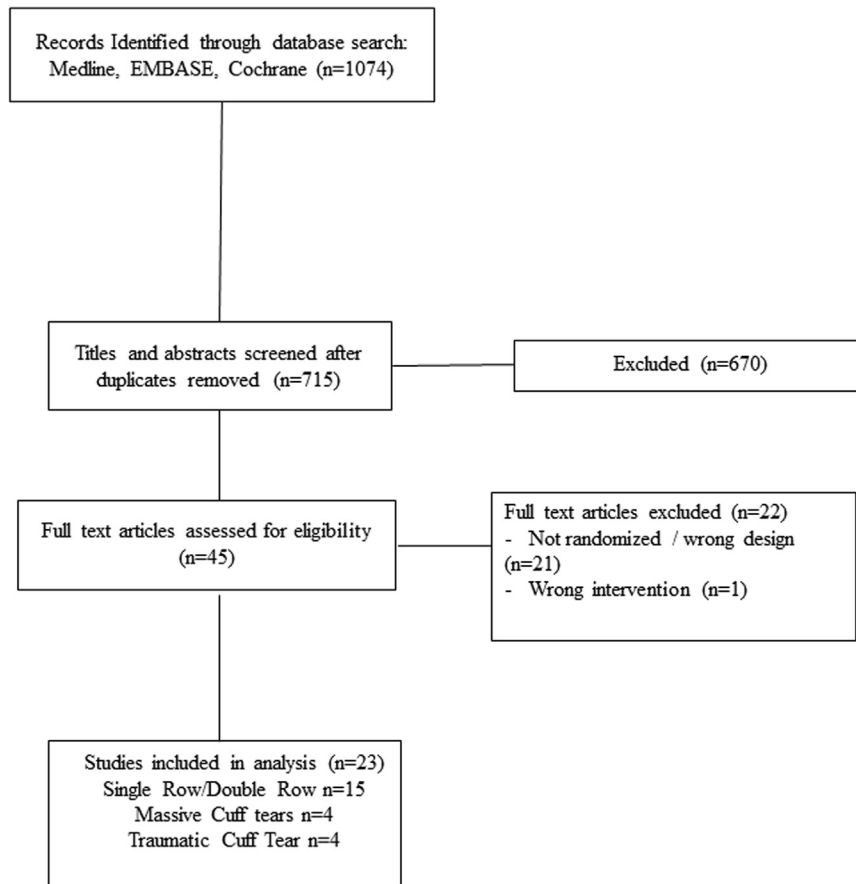 Records Identified through database search:
Medline, EMBASE, Cochrane (n=1074)
Titles and abstracts screened after
duplicates removed (n=715)
Excluded (n=670)
Full text articles assessed for eligibility
(n=45)
Full text articles excluded (n=22)
- Not randomized / wrong design
(n=21)
- Wrong intervention (n=1)
Studies included in analysis (n=23)
Single Row/Double Row n=15
Massive Cuff tears n=4
Traumatic Cuff Tear n=4